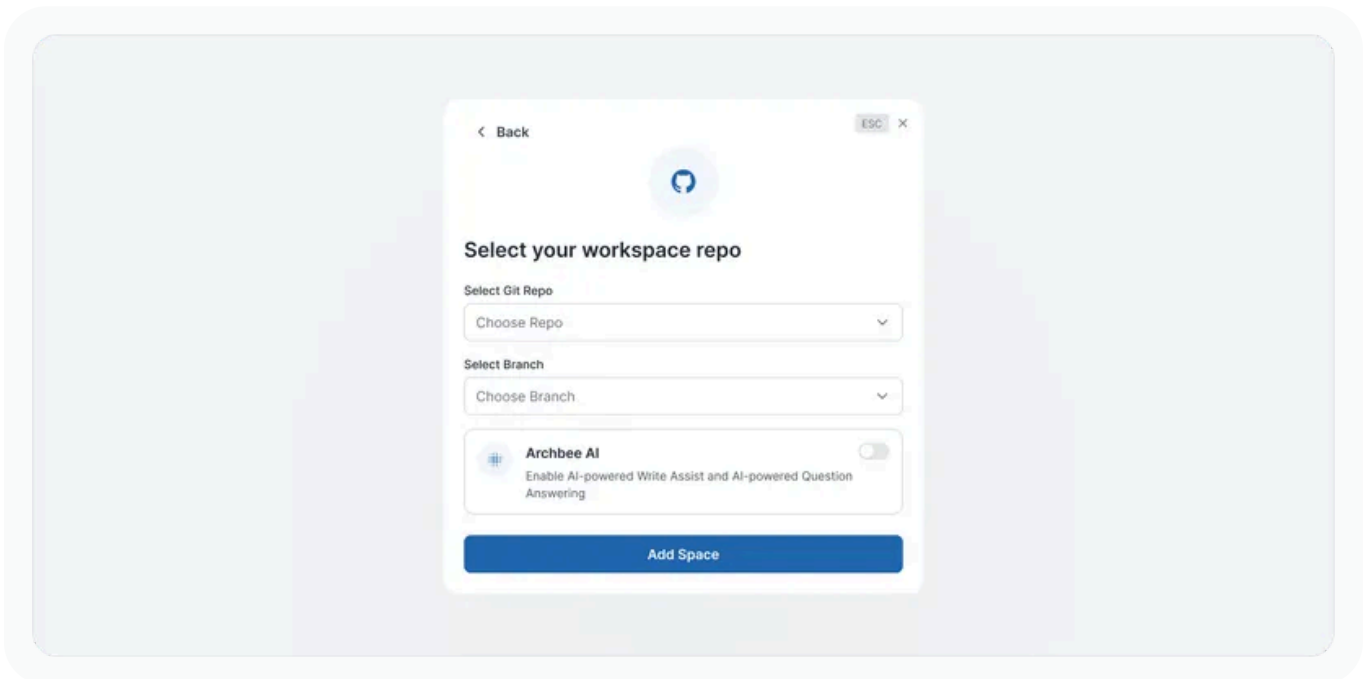 Back
ESC
Select your workspace repo
Select Git Repo
Choose Repo
Select Branch
Choose Branch
Archbee AI
Enable AI-powered Write Assist and AI-powered Question
Answering
Add Space